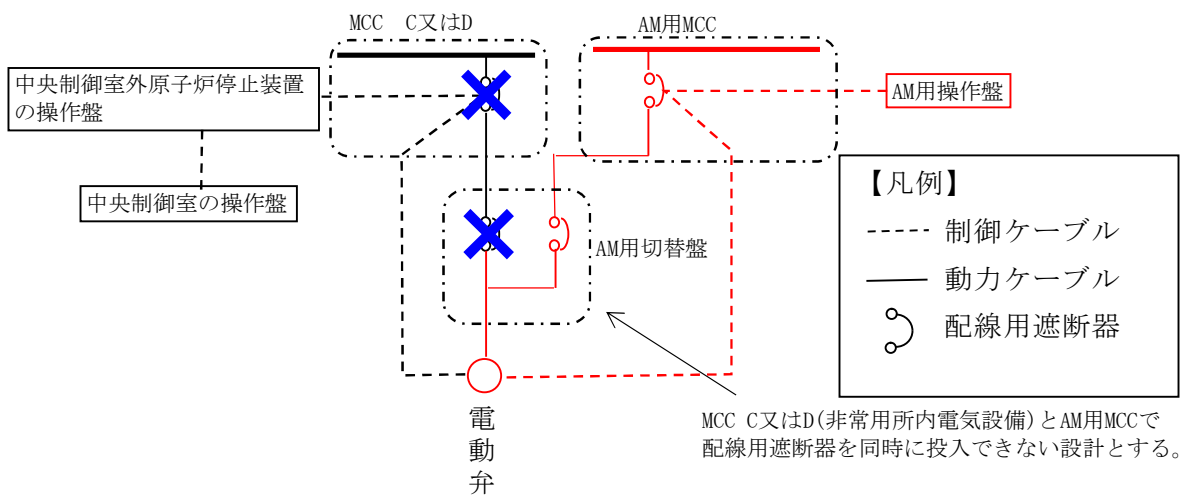 MCC C又はD
AM用MCC
中央制御室外原子炉停止装置
の操作盤
AM用操作盤
中央制御室の操作盤
AM用切替盤
【凡例】
制御ケーブル
動力ケーブル
配線用遮断器
電動弁
MCC C又はD(非常用所内電気設備)とAM用MCCで
配線用遮断器を同時に投入できない設計とする。